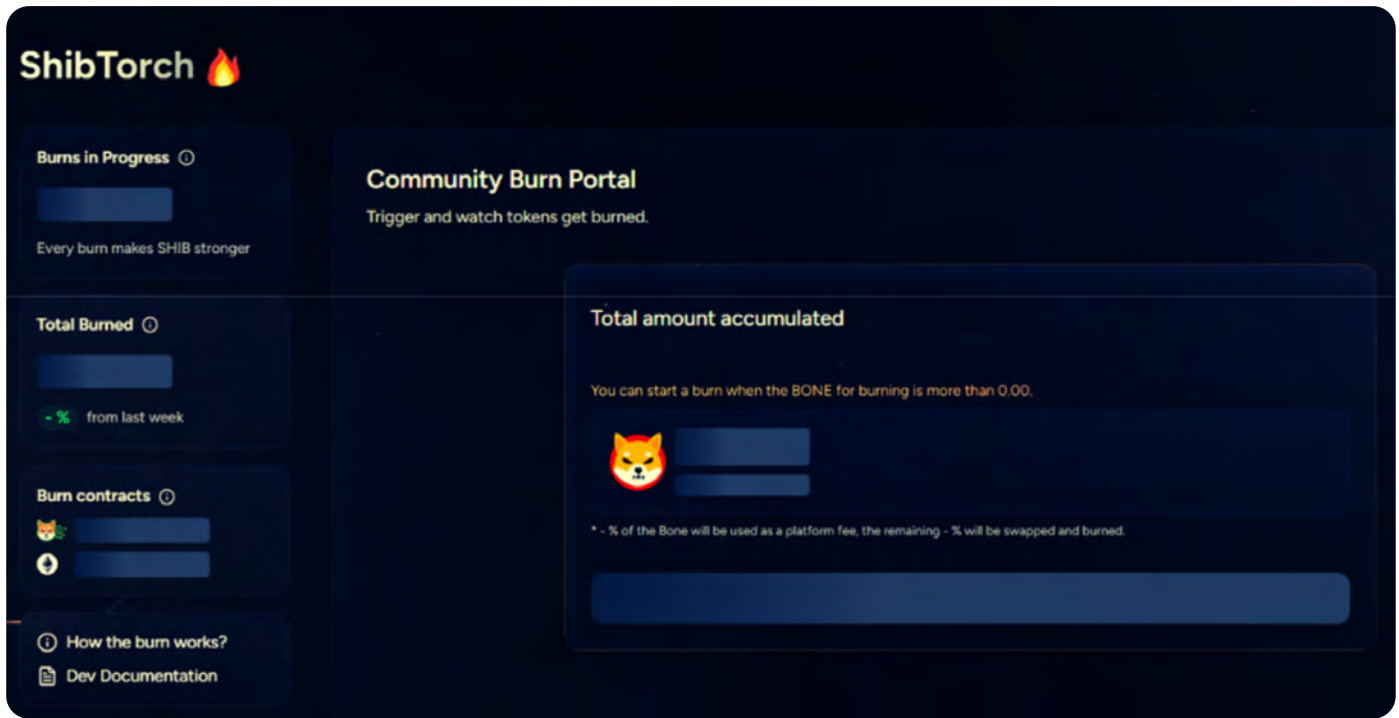 ShibTorch 🔥
Burns in Progress
Every burn makes SHIB stronger
Total Burned
- % from last week
Burn contracts
How the burn works?
Dev Documentation
Community Burn Portal
Trigger and watch tokens get burned.
Total amount accumulated
You can start a burn when the BONE for burning is more than 0.00.
* - % of the Bone will be used as a platform fee, the remaining - % will be swapped and burned.